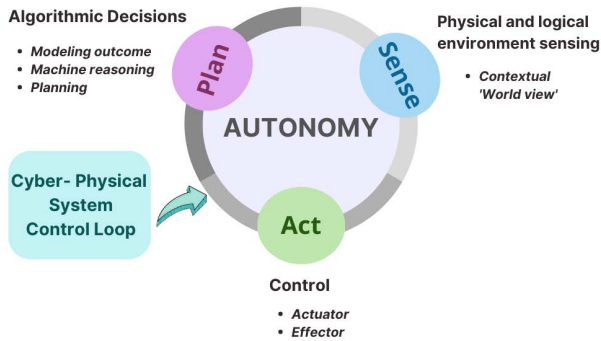 Algorithmic Decisions
• Modeling outcome
• Machine reasoning
• Planning
Plan
Sense
Physical and logical
environment sensing
• Contextual
'World view'
AUTONOMY
Cyber- Physical
System
Control Loop
Act
Control
• Actuator
• Effector